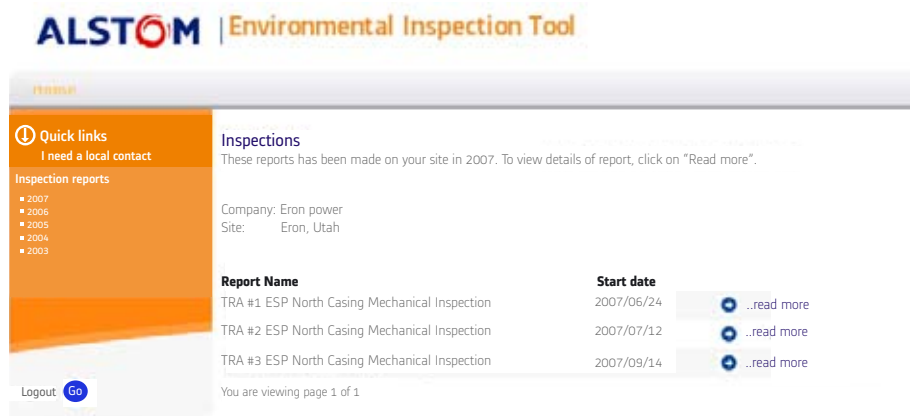 ALSTOM | Environmental Inspection Tool
Home
Quick links
I need a local contact
Inspection reports
2007
2006
2005
2004
2003
Logout Go
Inspections
These reports has been made on your site in 2007. To view details of report, click on "Read more".
Company: Eron power
Site: Eron, Utah
Report Name Start date
TRA #1 ESP North Casing Mechanical Inspection 2007/06/24 ..read more
TRA #2 ESP North Casing Mechanical Inspection 2007/07/12 ..read more
TRA #3 ESP North Casing Mechanical Inspection 2007/09/14 ..read more
You are viewing page 1 of 1